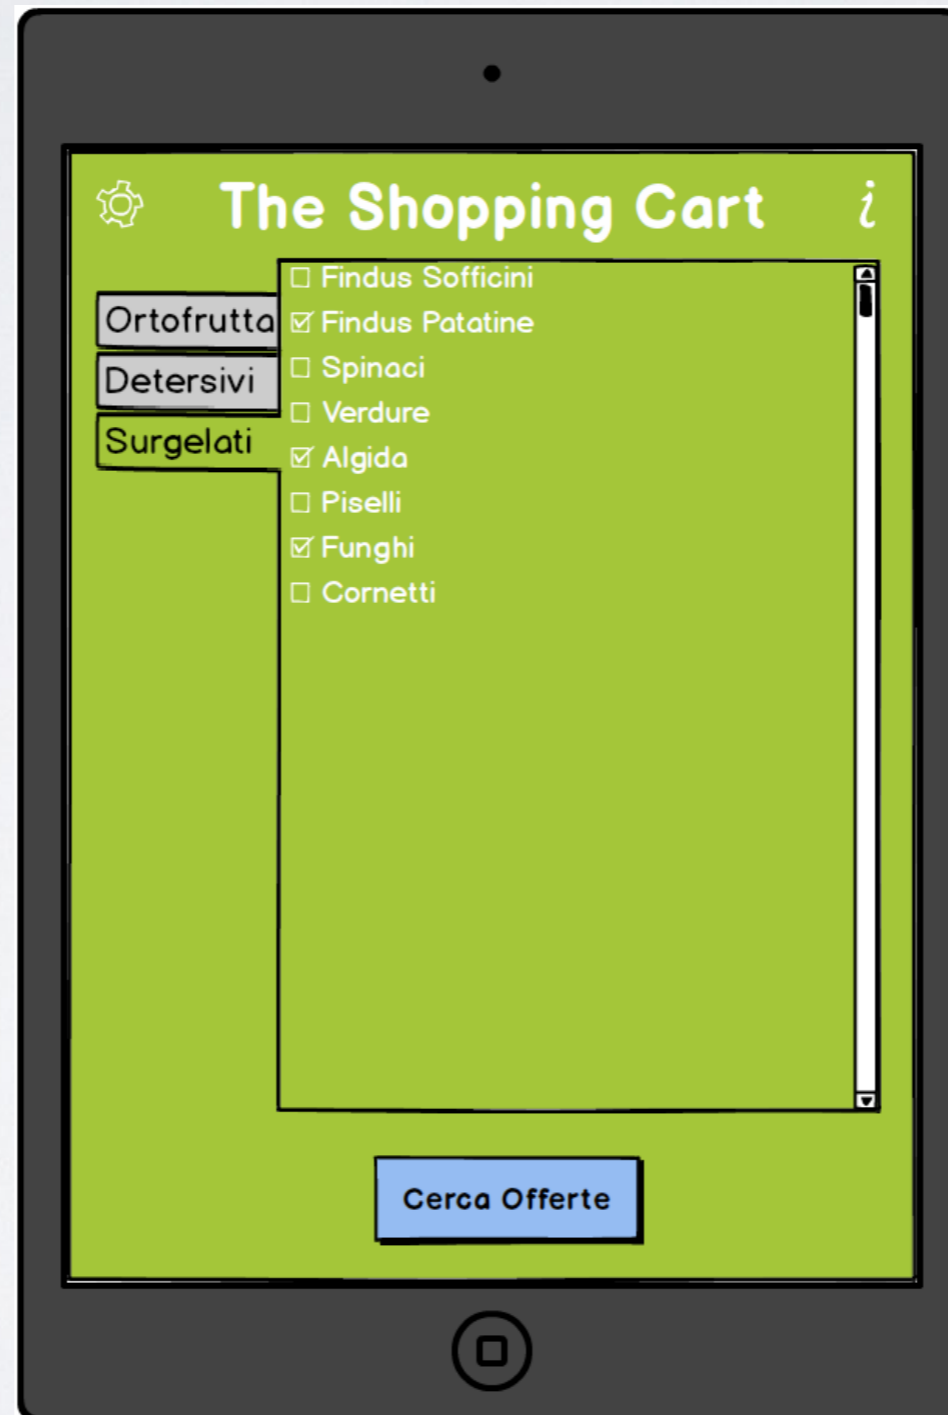 The Shopping Cart
Ortofrutta
Detersivi
Surgelati
Findus Sofficini
Findus Patatine
Spinaci
Verdure
Algida
Piselli
Funghi
Cornetti
Cerca Offerte